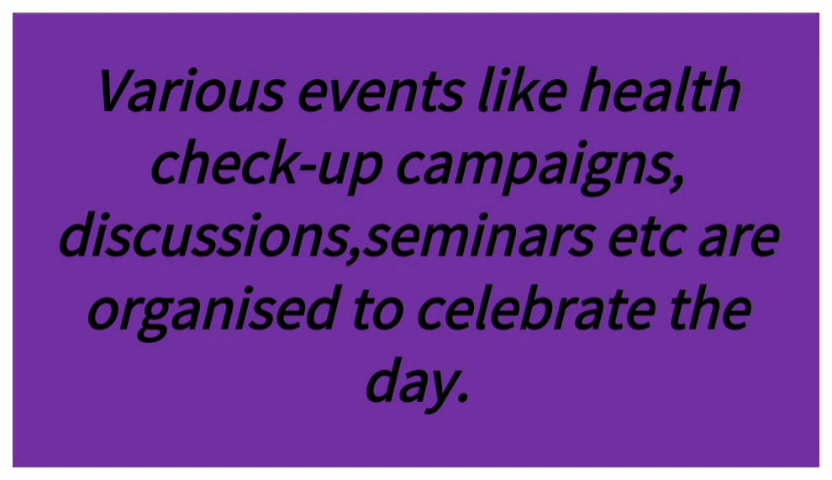 Various events like health
check-up campaigns,
discussions,seminars etc are
organised to celebrate the
day.